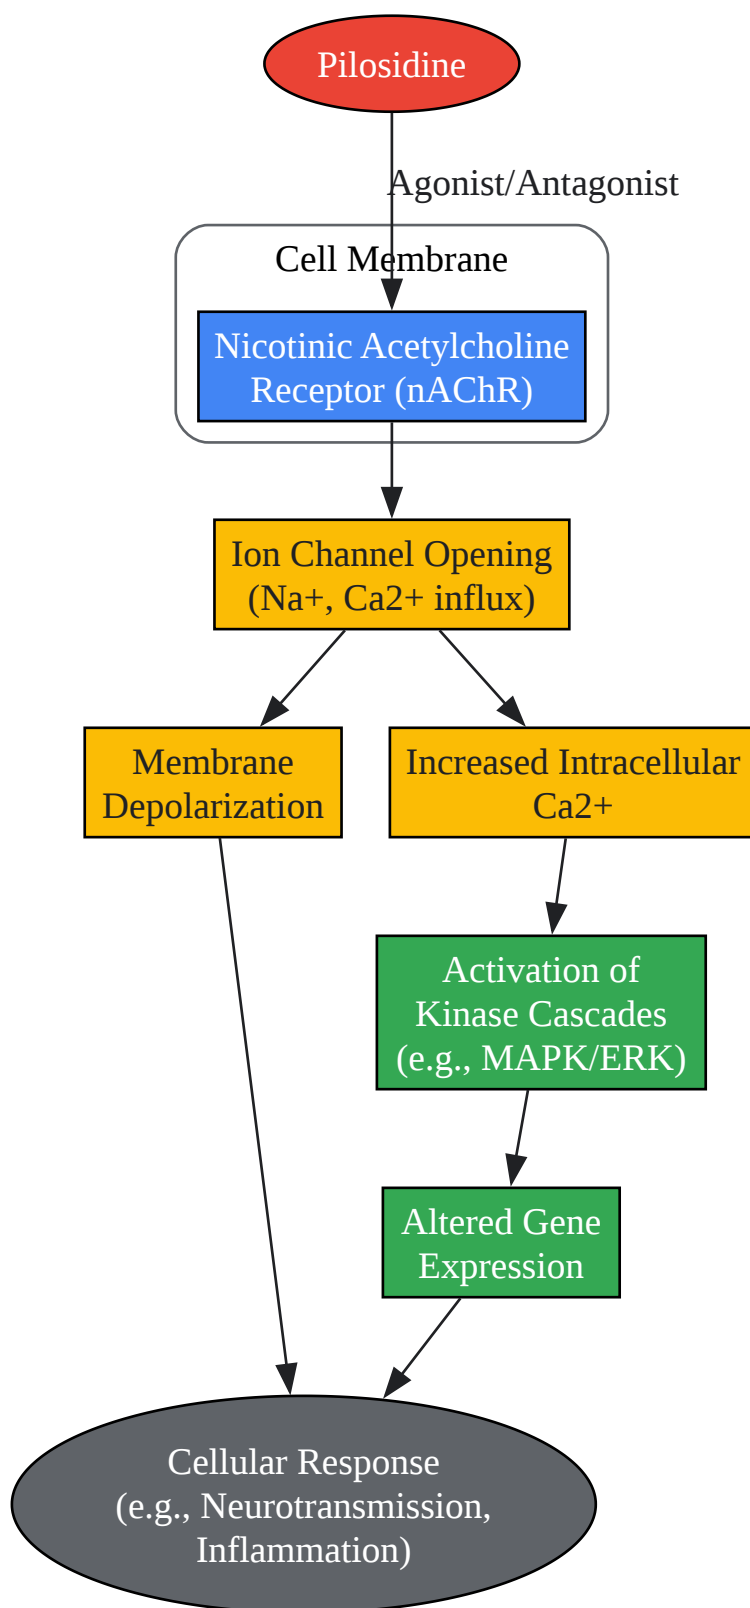 Pilosidine
Agonist/Antagonist
Cell Membrane
Nicotinic Acetylcholine
Receptor (nAChR)
Ion Channel Opening
(Na+, Ca2+ influx)
Membrane
Depolarization
Increased Intracellular
Ca2+
Activation of
Kinase Cascades
(e.g., MAPK/ERK)
Altered Gene
Expression
Cellular Response
(e.g., Neurotransmission,
Inflammation)